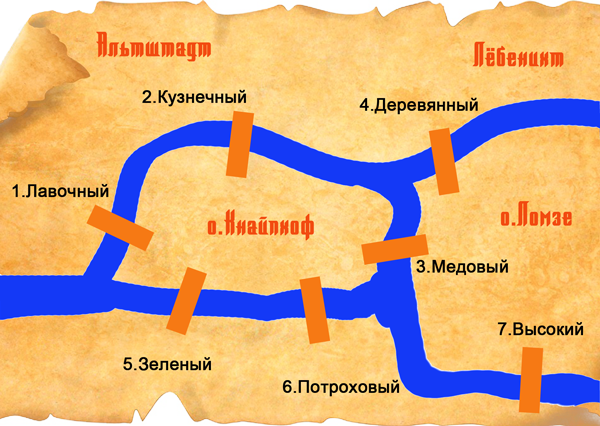 Альтштадт
Лёбенихт
2.Кузнечный
4.Деревянный
1.Лавочный
о.Кнайпхоф
о.Ломзе
3.Медовый
7.Высокий
5.Зеленый
6.Потроховый